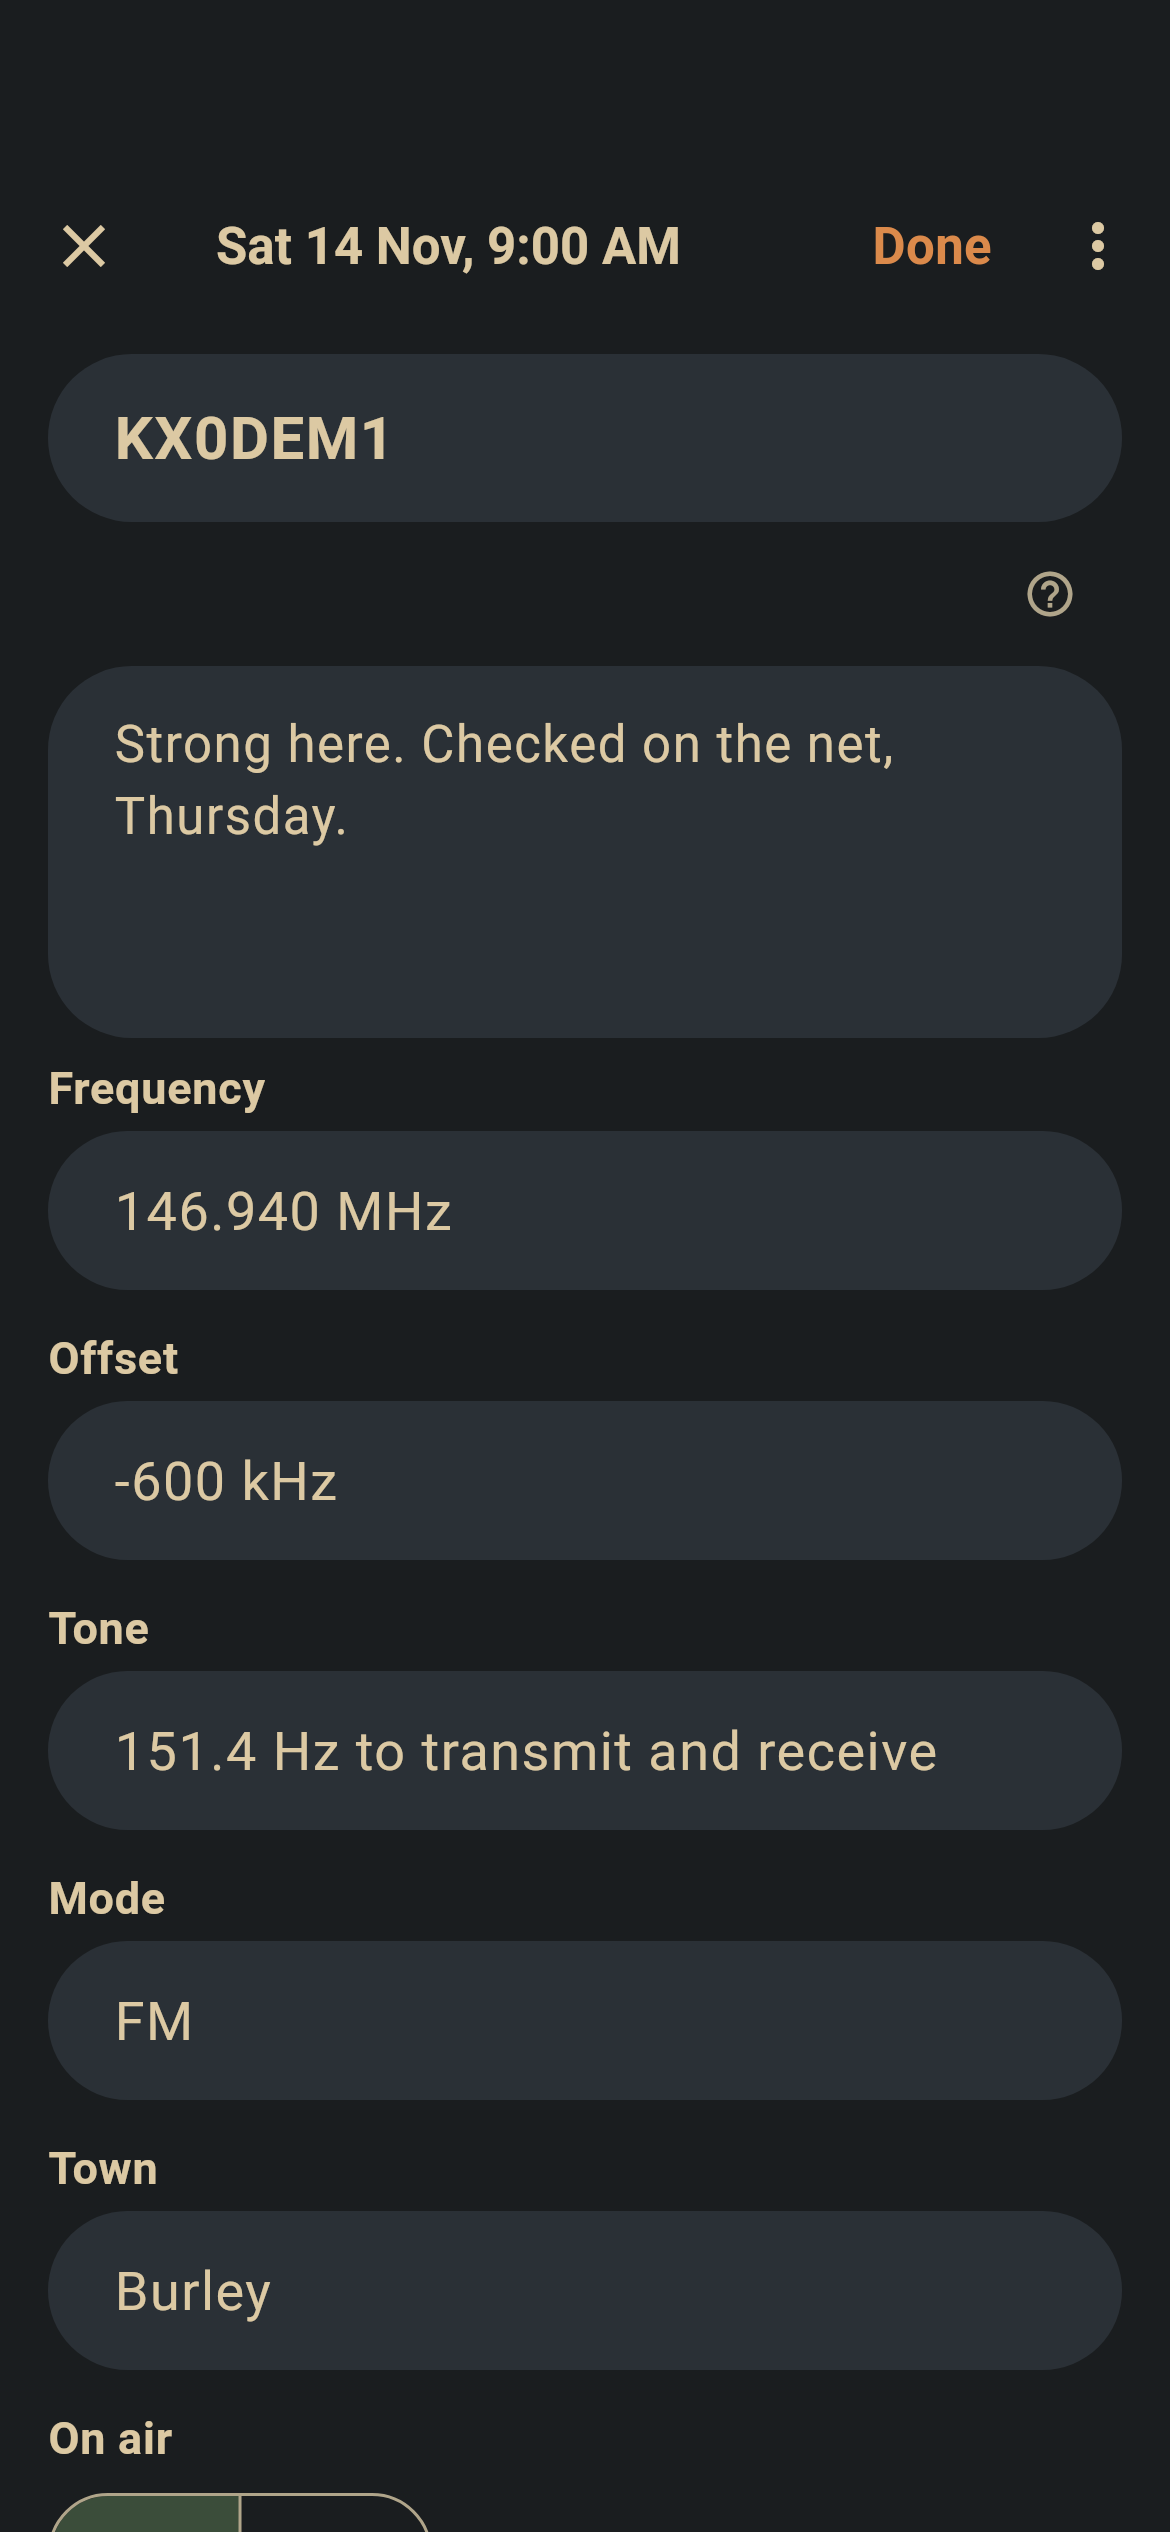 Sat 14 Nov, 9:00 AM
Done
KX0DEM1
Strong here. Checked on the net,
Thursday.
Frequency
146.940 MHz
Offset
-600 kHz
Tone
151.4 Hz to transmit and receive
Mode
FM
Town
Burley
On air